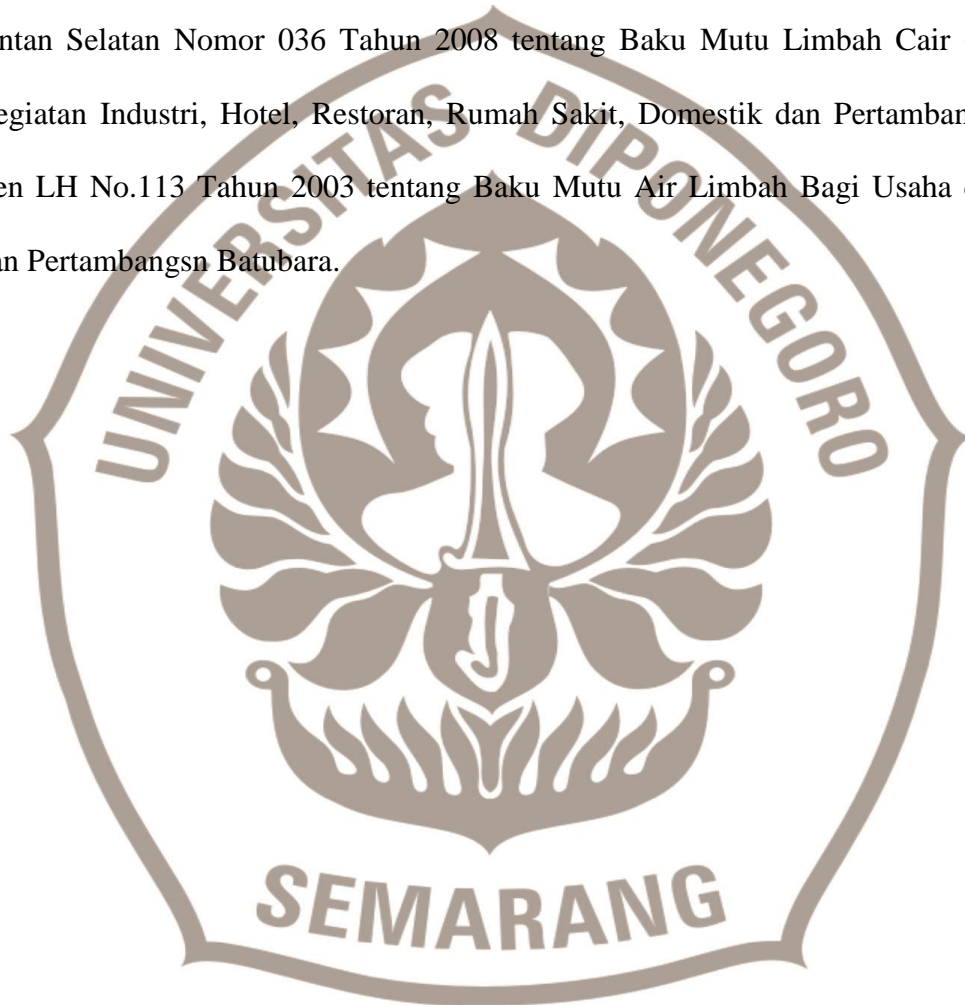 ntan Selatan Nomor 036 Tahun 2008 tentang Baku Mutu Limbah Cair
egiatan Industri, Hotel, Restoran, Rumah Sakit, Domestik dan Pertamban
en LH No.113 Tahun 2003 tentang Baku Mutu Air Limbah Bagi Usaha
an Pertambangsn Batubara.
UNIVERSITAS DIPONEGORO
SEMARANG